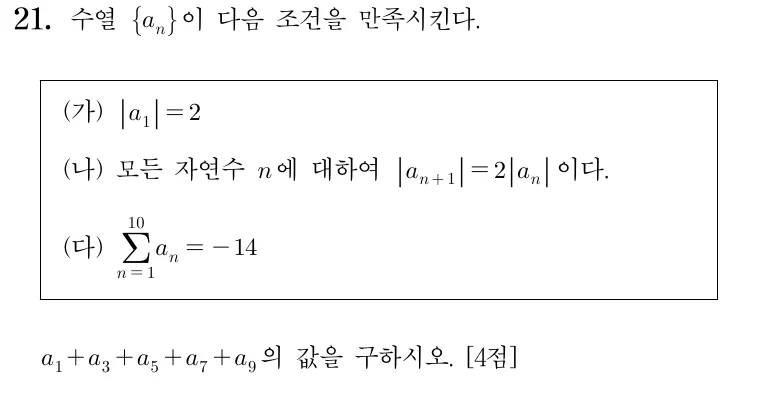 21. 수열 {aₙ}이 다음 조건을 만족시킨다.
(가) |a₁| = 2
(나) 모든 자연수 n에 대하여 |aₙ₊₁| = 2|aₙ| 이다.
(다) ∑ₙ₌₁¹⁰ aₙ = −14
a₁+a₃+a₅+a₇+a₉의 값을 구하시오. [4점]